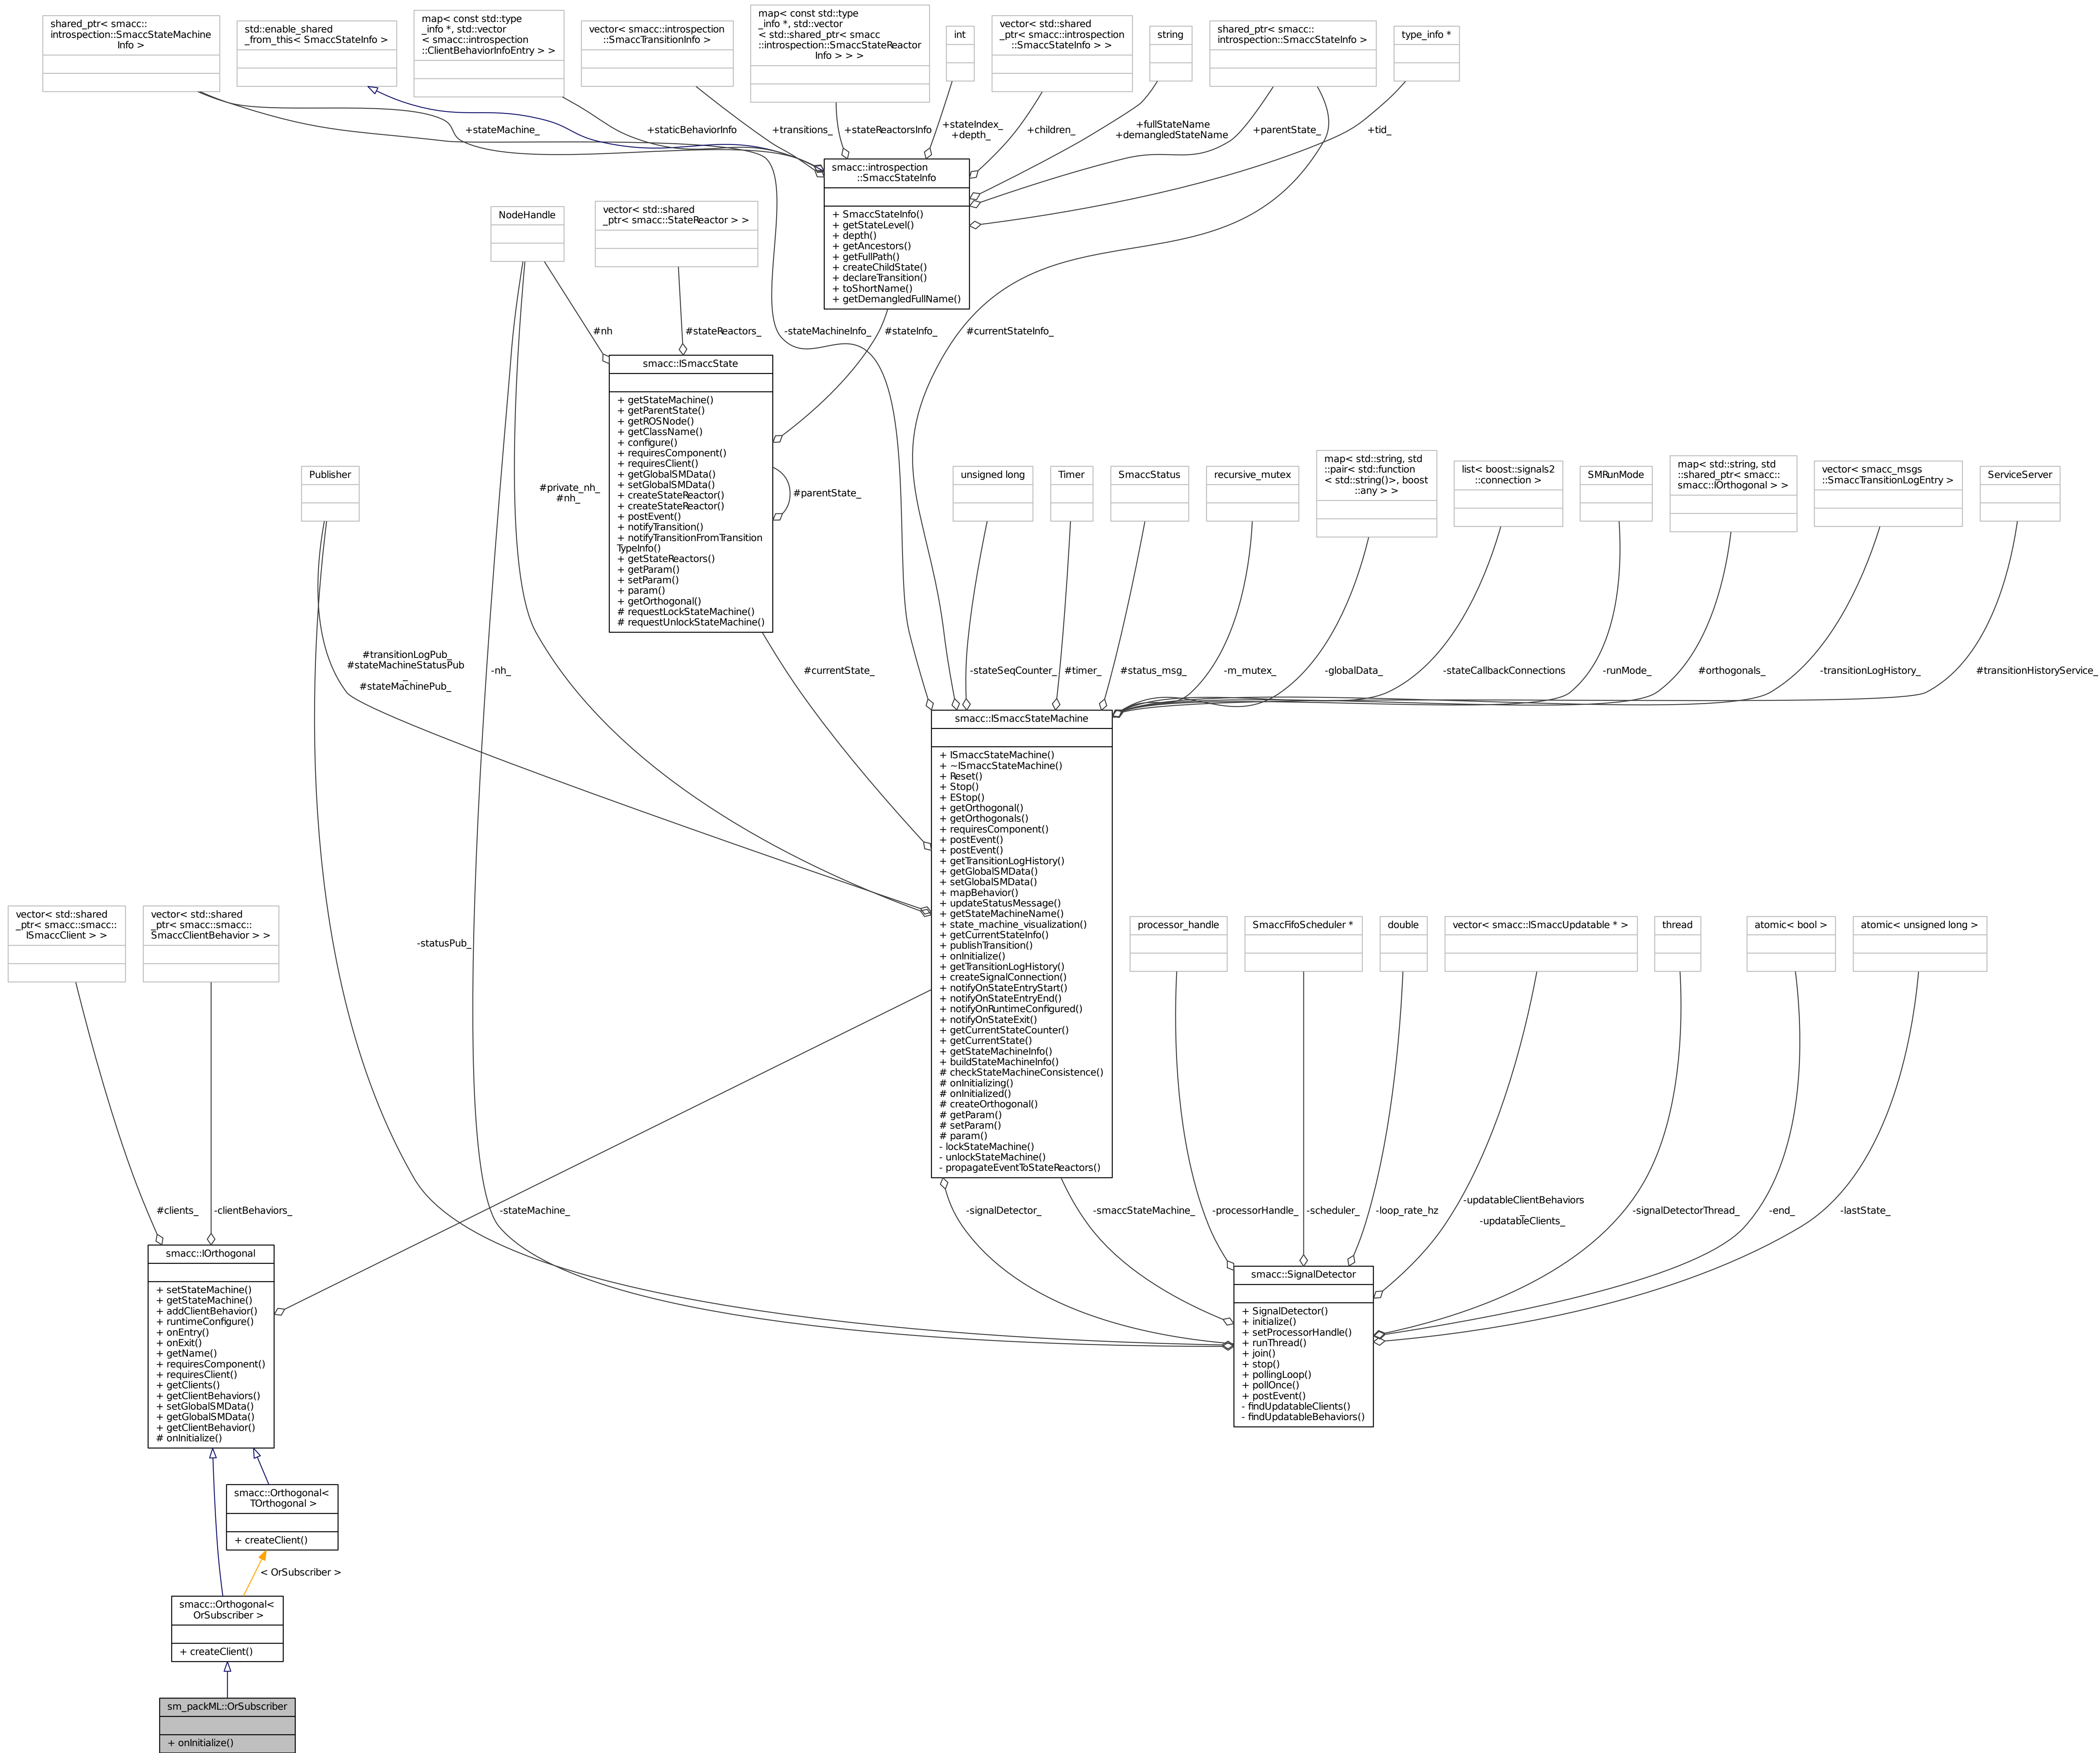 shared_ptr< smacc::
introspection::SmaccStateMachine
Info >
std::enable_shared
_from_this< SmaccStateInfo >
map< const std::type
_info *, std::vector
< smacc::introspection
::ClientBehaviorInfoEntry > >
vector< smacc::introspection
::SmaccTransitionInfo >
map< const std::type
_info *, std::vector
< std::shared_ptr< smacc
::introspection::SmaccStateReactor
Info > > >
int
vector< std::shared
_ptr< smacc::introspection
::SmaccStateInfo > >
string
shared_ptr< smacc::
introspection::SmaccStateInfo >
type_info *
+stateMachine_
+staticBehaviorInfo
+transitions_
+stateReactorsInfo
+stateIndex_
+depth_
+children_
+fullStateName
+demangledStateName
+parentState_
+tid_
smacc::introspection
::SmaccStateInfo
+ SmaccStateInfo()
+ getStateLevel()
+ depth()
+ getAncestors()
+ getFullPath()
+ createChildState()
+ declareTransition()
+ toShortName()
+ getDemangledFullName()
NodeHandle
vector< std::shared
_ptr< smacc::StateReactor > >
#nh
#stateReactors_
-stateMachineInfo_
#stateInfo_
#currentStateInfo_
smacc::ISmaccState
+ getStateMachine()
+ getParentState()
+ getROSNode()
+ getClassName()
+ configure()
+ requiresComponent()
+ requiresClient()
+ getGlobalSMData()
+ setGlobalSMData()
+ createStateReactor()
+ createStateReactor()
+ postEvent()
+ notifyTransition()
+ notifyTransitionFromTransition
TypeInfo()
+ getStateReactors()
+ getParam()
+ setParam()
+ param()
+ getOrthogonal()
# requestLockStateMachine()
# requestUnlockStateMachine()
#parentState_
#private_nh_
#nh_
Publisher
unsigned long
Timer
SmaccStatus
recursive_mutex
map< std::string, std
::pair< std::function
< std::string()>, boost
::any > >
list< boost::signals2
::connection >
SMRunMode
map< std::string, std
::shared_ptr< smacc::
smacc::IOrthogonal > >
vector< smacc_msgs
::SmaccTransitionLogEntry >
ServiceServer
#transitionLogPub_
#stateMachineStatusPub
_
#stateMachinePub_
-nh_
#currentState_
-stateSeqCounter_
#timer_
#status_msg_
-m_mutex_
-globalData_
-stateCallbackConnections
-runMode_
#orthogonals_
-transitionLogHistory_
#transitionHistoryService_
smacc::ISmaccStateMachine
+ ISmaccStateMachine()
+ ~ISmaccStateMachine()
+ Reset()
+ Stop()
+ EStop()
+ getOrthogonal()
+ getOrthogonals()
+ requiresComponent()
+ postEvent()
+ postEvent()
+ getTransitionLogHistory()
+ getGlobalSMData()
+ setGlobalSMData()
+ mapBehavior()
+ updateStatusMessage()
+ getStateMachineName()
+ state_machine_visualization()
+ getCurrentStateInfo()
+ publishTransition()
+ onInitialize()
+ getTransitionLogHistory()
+ createSignalConnection()
+ notifyOnStateEntryStart()
+ notifyOnStateEntryEnd()
+ notifyOnRuntimeConfigured()
+ notifyOnStateExit()
+ getCurrentStateCounter()
+ getCurrentState()
+ getStateMachineInfo()
+ buildStateMachineInfo()
# checkStateMachineConsistence()
# onInitializing()
# onInitialized()
# createOrthogonal()
# getParam()
# setParam()
# param()
- lockStateMachine()
- unlockStateMachine()
- propagateEventToStateReactors()
vector< std::shared
_ptr< smacc::smacc::
ISmaccClient > >
vector< std::shared
_ptr< smacc::smacc::
SmaccClientBehavior > >
-statusPub_
processor_handle
SmaccFifoScheduler *
double
vector< smacc::ISmaccUpdatable * >
thread
atomic< bool >
atomic< unsigned long >
#clients_
-clientBehaviors_
-stateMachine_
-signalDetector_
-smaccStateMachine_
-processorHandle_
-scheduler_
-loop_rate_hz
-updatableClientBehaviors
_
-updatableClients_
-signalDetectorThread_
-end_
-lastState_
smacc::IOrthogonal
+ setStateMachine()
+ getStateMachine()
+ addClientBehavior()
+ runtimeConfigure()
+ onEntry()
+ onExit()
+ getName()
+ requiresComponent()
+ requiresClient()
+ getClients()
+ getClientBehaviors()
+ setGlobalSMData()
+ getGlobalSMData()
+ getClientBehavior()
# onInitialize()
smacc::SignalDetector
+ SignalDetector()
+ initialize()
+ setProcessorHandle()
+ runThread()
+ join()
+ stop()
+ pollingLoop()
+ pollOnce()
+ postEvent()
- findUpdatableClients()
- findUpdatableBehaviors()
smacc::Orthogonal<
TOrthogonal >
+ createClient()
< OrSubscriber >
smacc::Orthogonal<
OrSubscriber >
+ createClient()
sm_packML::OrSubscriber
+ onInitialize()